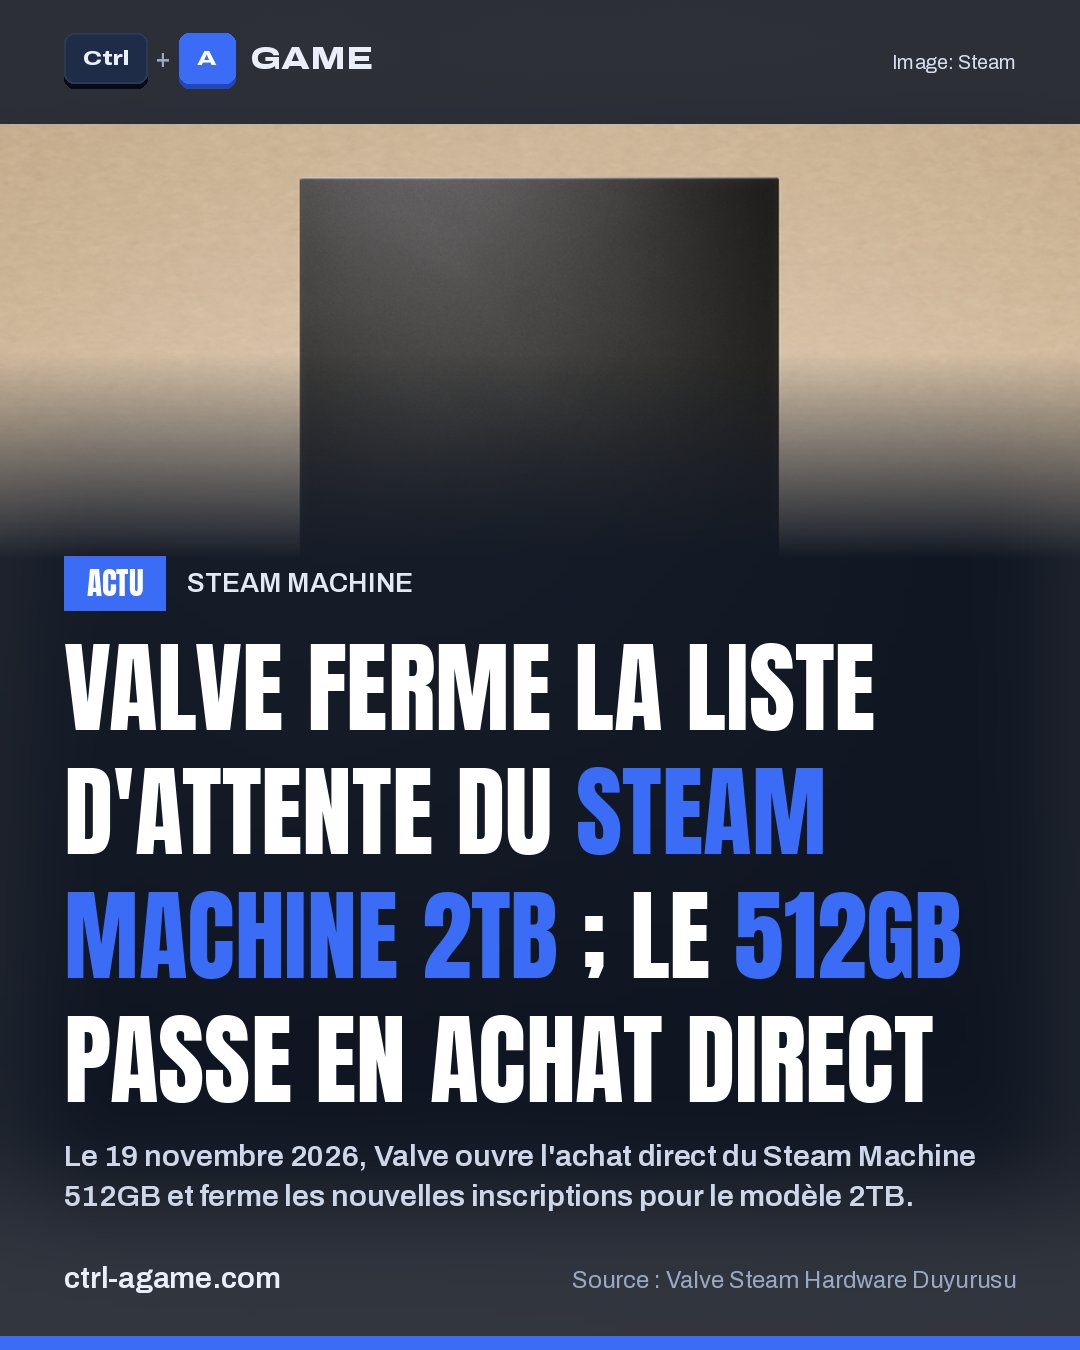 Ctrl + A GAME
Image: Steam
ACTU STEAM MACHINE
VALVE FERME LA LISTE
D'ATTENTE DU STEAM
MACHINE 2TB ; LE 512GB
PASSE EN ACHAT DIRECT
Le 19 novembre 2026, Valve ouvre l'achat direct du Steam Machine
512GB et ferme les nouvelles inscriptions pour le modèle 2TB.
ctrl-agame.com
Source : Valve Steam Hardware Duyurusu